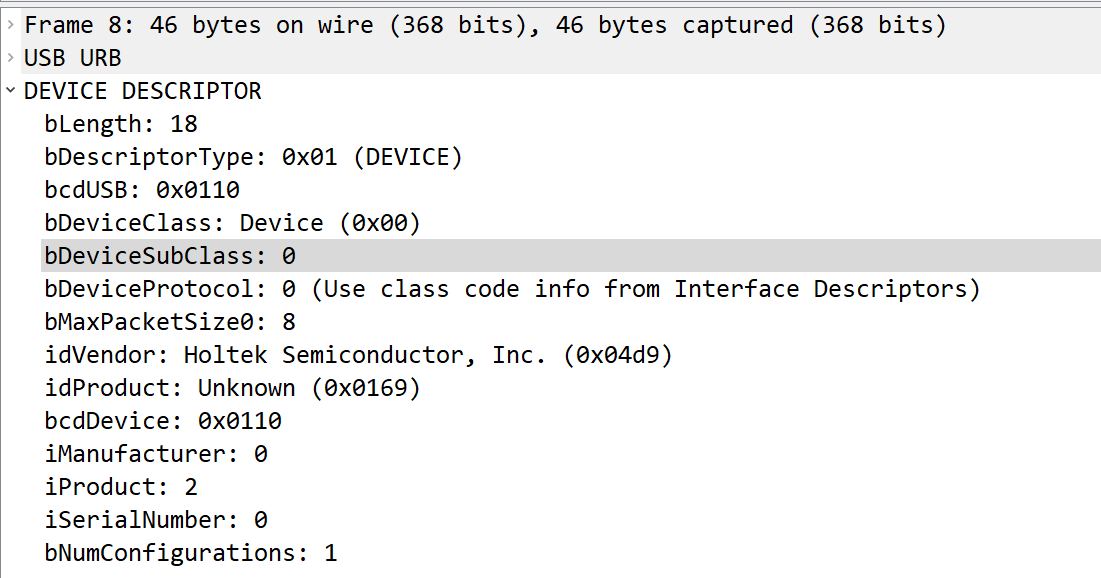 Frame 8: 46 bytes on wire (368 bits), 46 bytes captured (368 bits)
USB URB
DEVICE DESCRIPTOR
bLength: 18
bDescriptorType: 0x01 (DEVICE)
bcdUSB: 0x0110
bDeviceClass: Device (0x00)
bDeviceSubClass: 0
bDeviceProtocol: 0 (Use class code info from Interface Descriptors)
bMaxPacketSize0: 8
idVendor: Holtek Semiconductor, Inc. (0x04d9)
idProduct: Unknown (0x0169)
bcdDevice: 0x0110
iManufacturer: 0
iProduct: 2
iSerialNumber: 0
bNumConfigurations: 1